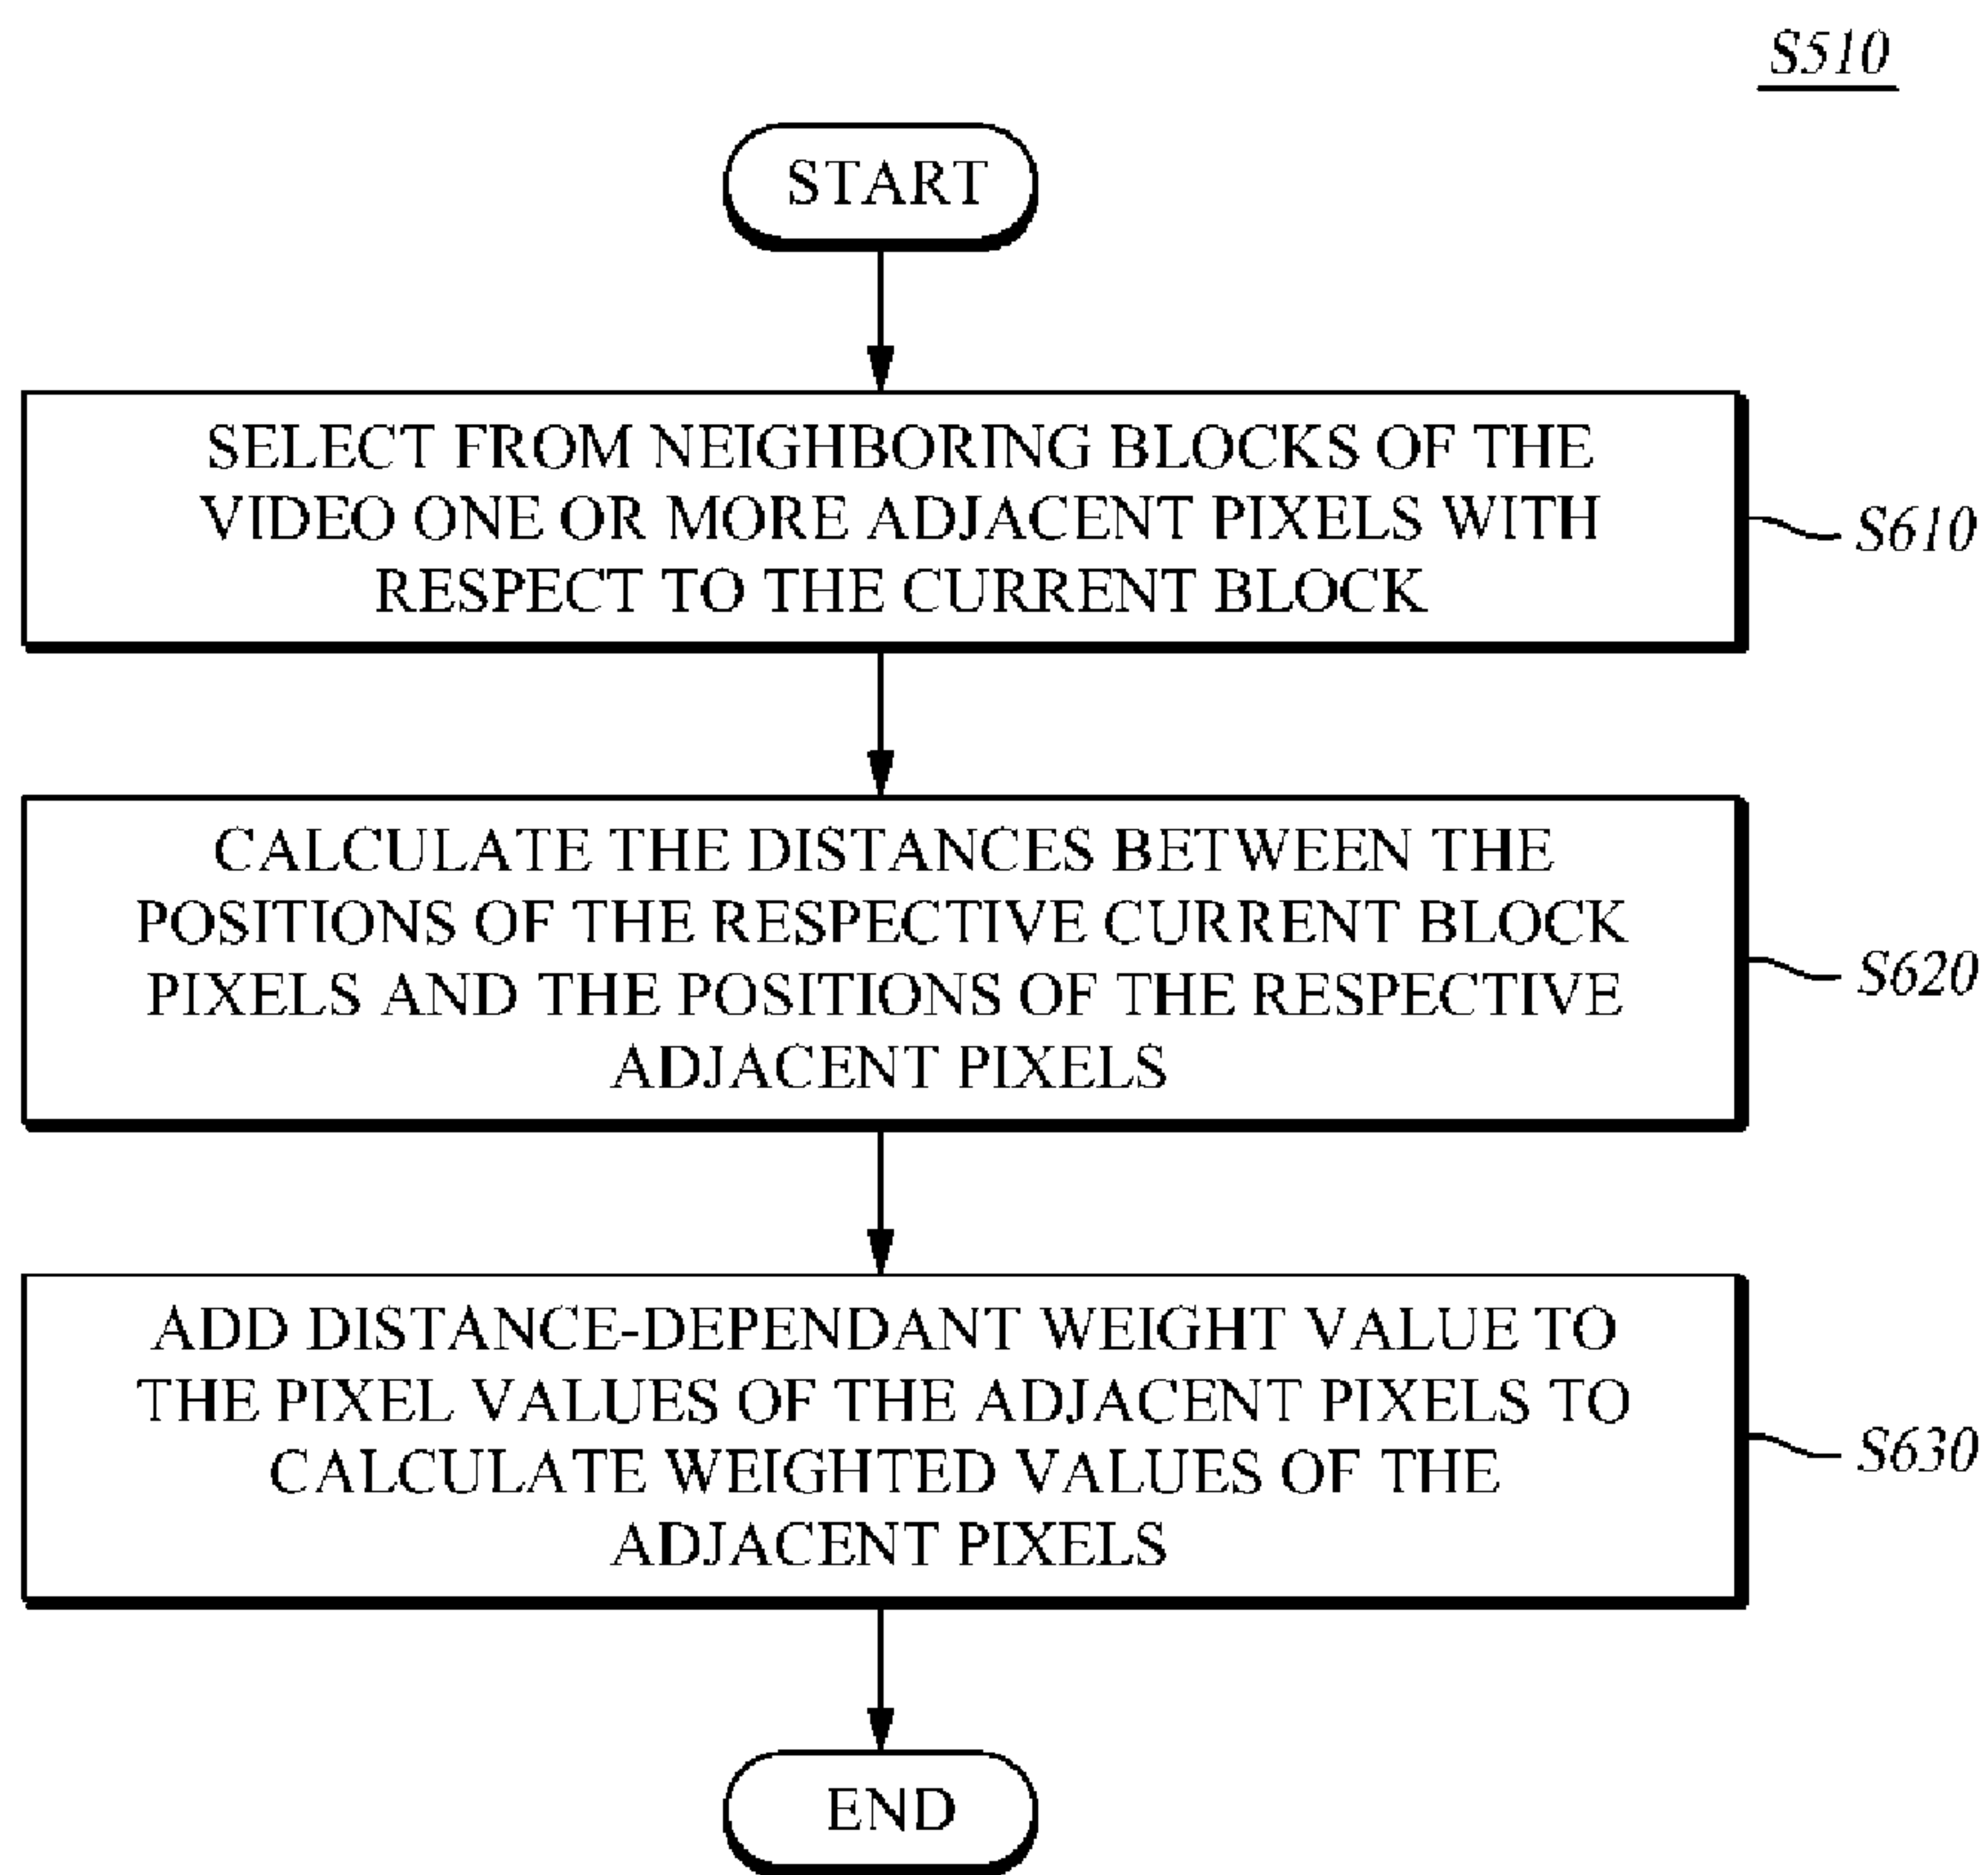 S510
START
SELECT FROM NEIGHBORING BLOCKS OF THE
VIDEO ONE OR MORE ADJACENT PIXELS WITH
RESPECT TO THE CURRENT BLOCK
S610
CALCULATE THE DISTANCES BETWEEN THE
POSITIONS OF THE RESPECTIVE CURRENT BLOCK
PIXELS AND THE POSITIONS OF THE RESPECTIVE
ADJACENT PIXELS
S620
ADD DISTANCE-DEPENDANT WEIGHT VALUE TO
THE PIXEL VALUES OF THE ADJACENT PIXELS TO
CALCULATE WEIGHTED VALUES OF THE
ADJACENT PIXELS
S630
END